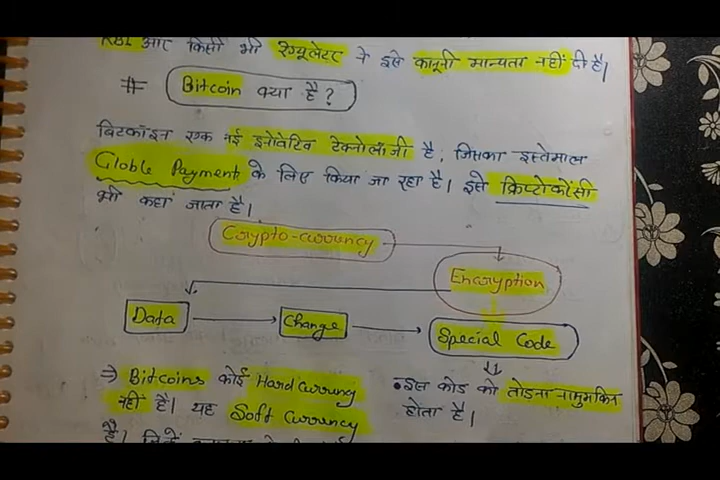 RBI और किसी भी रेग्यूलेटर ने इसे कानूनी मान्यता नहीं दी है।
# Bitcoin क्या है ?
बिटकॉइन एक नई इनोवेटिव टेक्नोलॉजी है, जिसका इस्तेमाल
Globle Payment के लिए किया जा रहा है। इसे क्रिप्टोकरेंसी
भी कहां जाता है।
Crypto-currency
Encryption
Data
Change
Special Code
⇒ Bitcoins कोई Hard curruncy
नहीं है। यह Soft Currency
है।
• इस कोड को तोड़ना नामुमकिन
होता है।